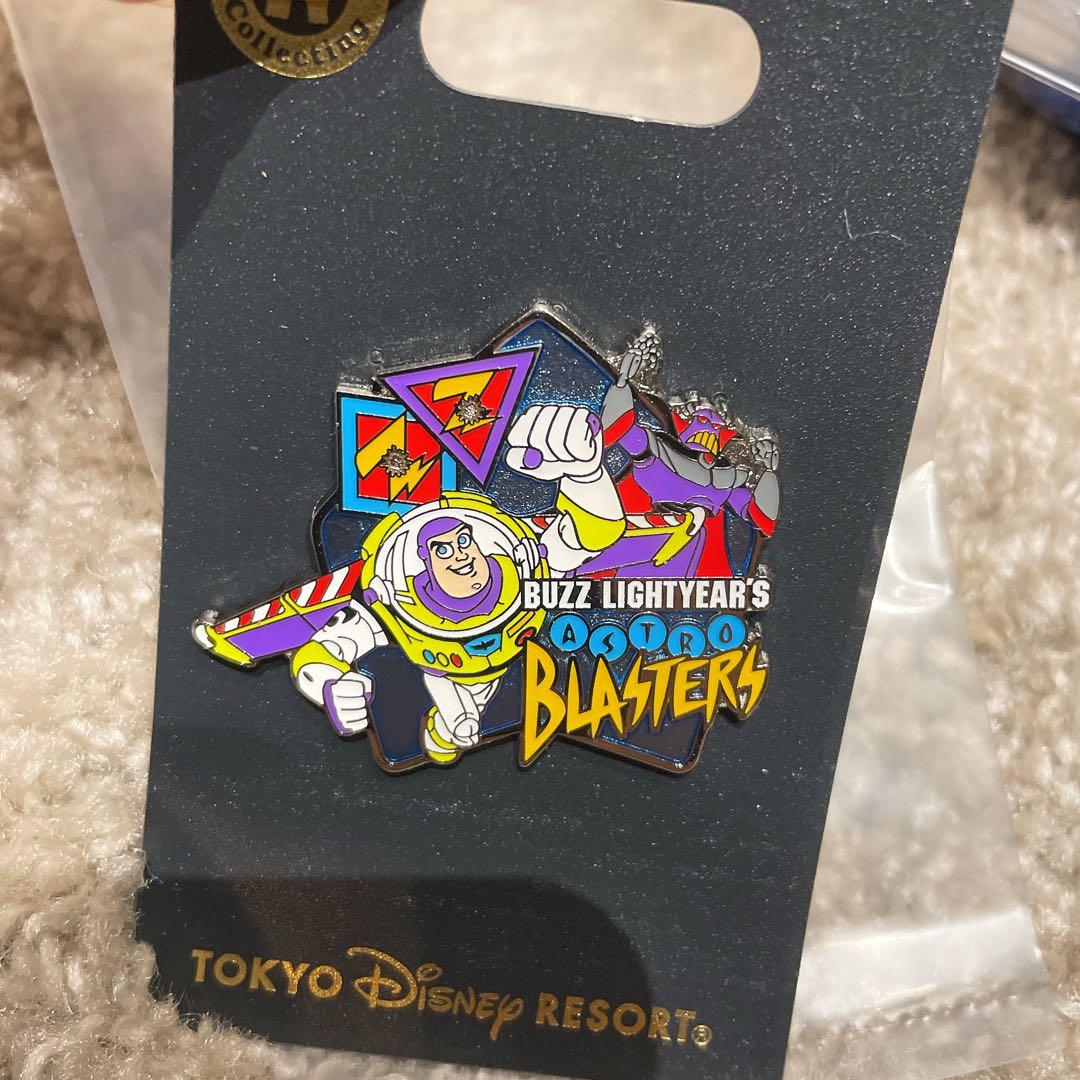 Collecting
BUZZ LIGHTYEAR'S
ASTRO
BLASTERS
TOKYO Disney RESORT®